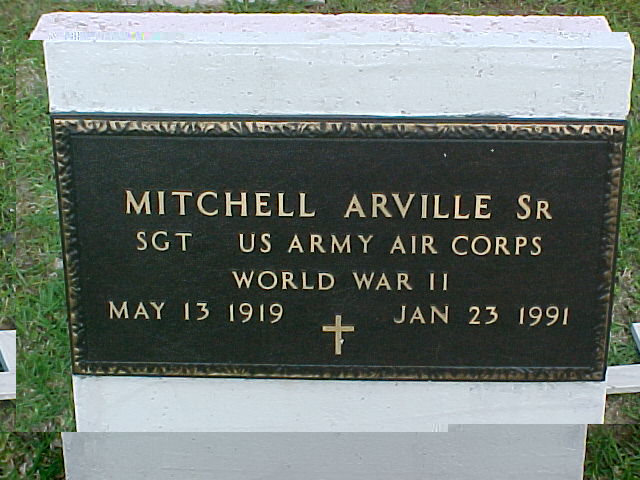 MITCHELL ARVILLE SR
SGT US ARMY AIR CORPS
WORLD WAR II
MAY 13 1919 JAN 23 1991